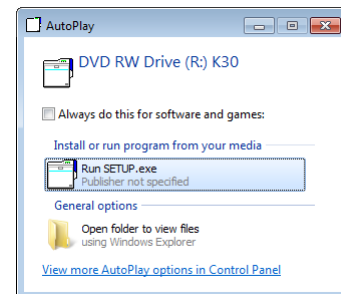 AutoPlay
DVD RW Drive (R:) K30
Always do this for software and games:
Install or run program from your media
Run SETUP.exe
Publisher not specified
General options
Open folder to view files
using Windows Explorer
View more AutoPlay options in Control Panel